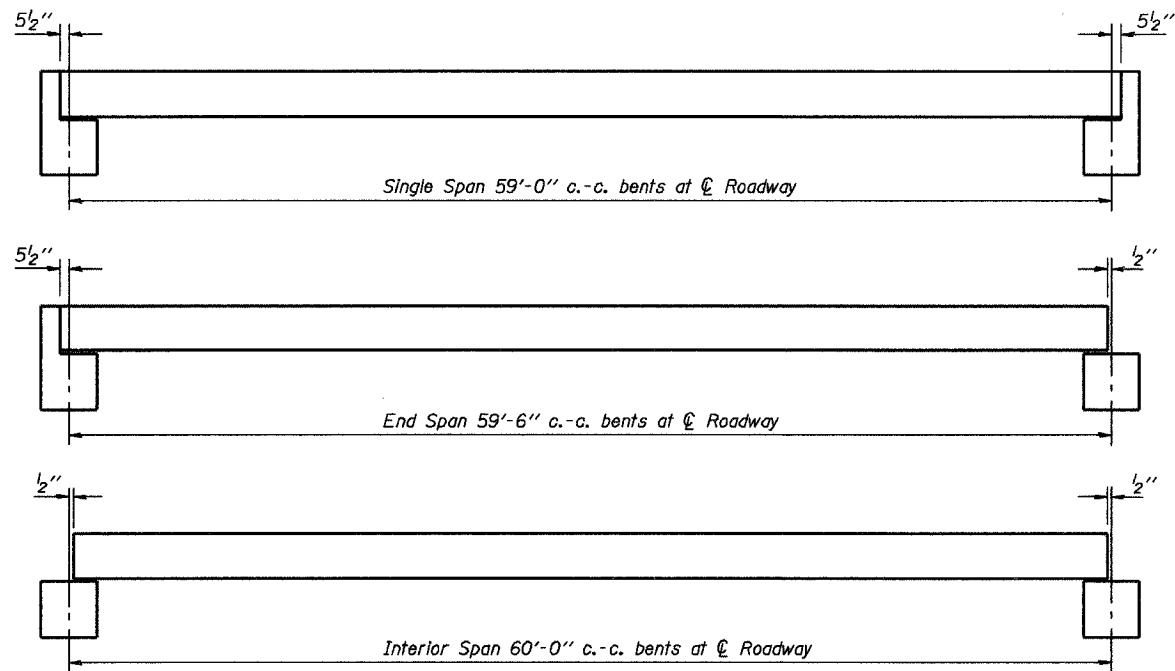 5½" 5½"
Single Span 59'-0" c.-c. bents at ℄ Roadway
5½" ½"
End Span 59'-6" c.-c. bents at ℄ Roadway
½" ½"
Interior Span 60'-0" c.-c. bents at ℄ Roadway